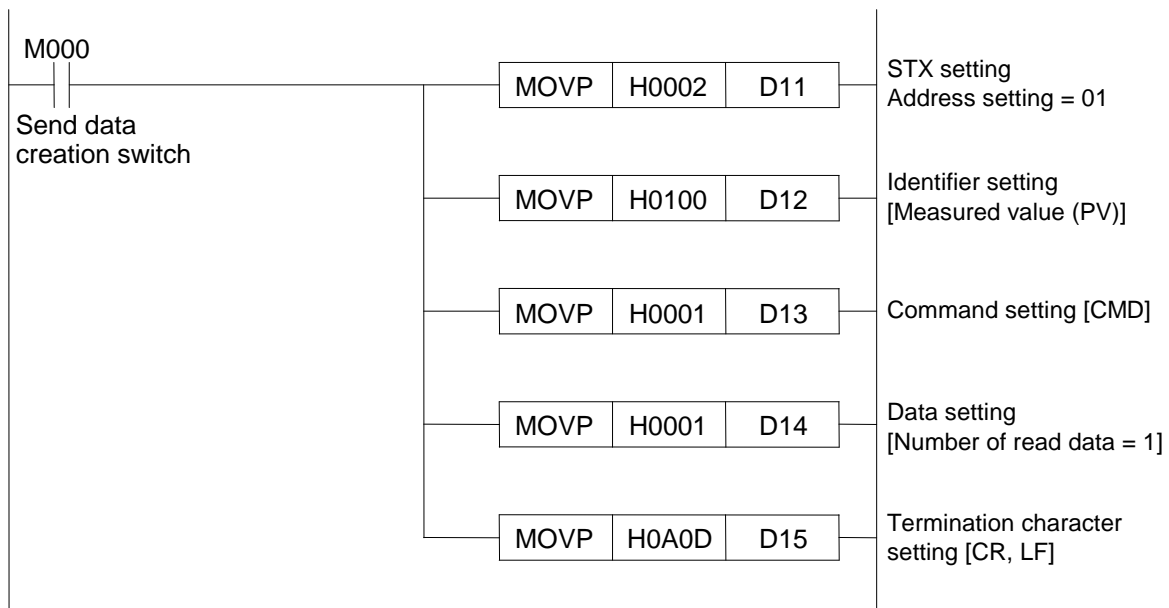 M000
Send data
creation switch
MOVP H0002 D11
STX setting
Address setting = 01
MOVP H0100 D12
Identifier setting
[Measured value (PV)]
MOVP H0001 D13
Command setting [CMD]
MOVP H0001 D14
Data setting
[Number of read data = 1]
MOVP H0A0D D15
Termination character
setting [CR, LF]